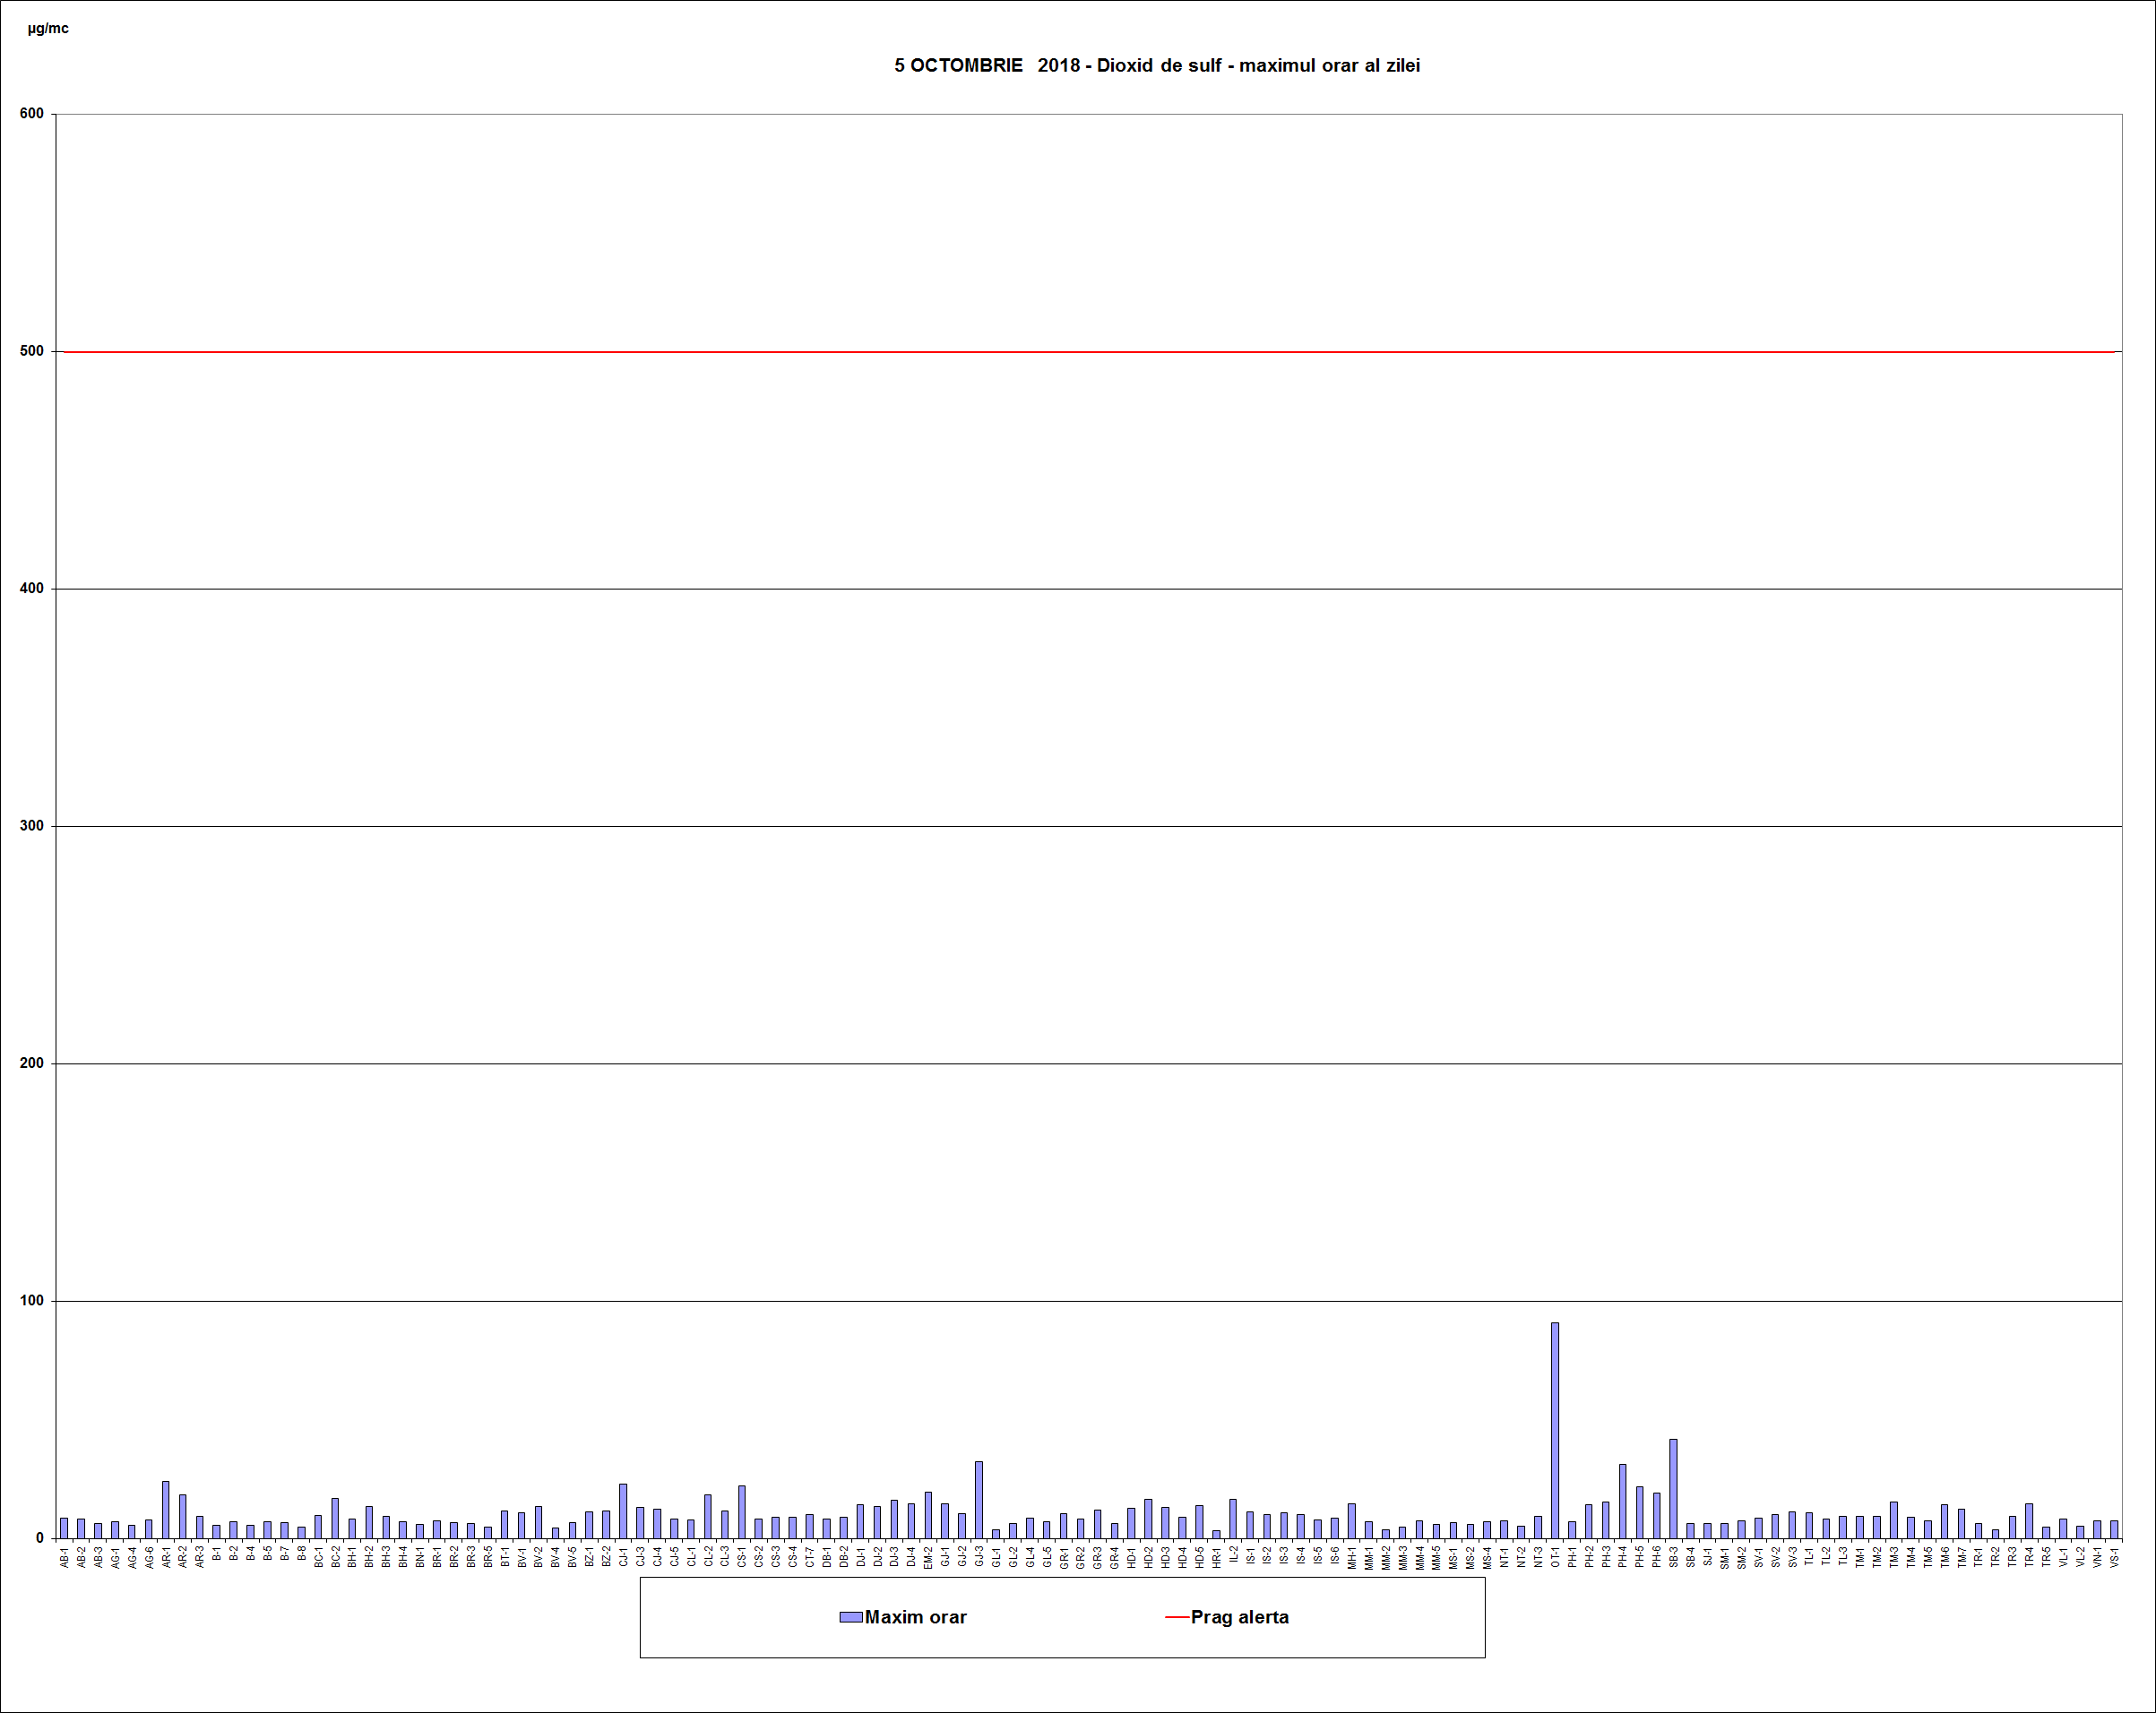 µg/mc
5 OCTOMBRIE 2018 - Dioxid de sulf - maximul orar al zilei
600
500
400
300
200
100
0
AB-1 AB-2 AB-3 AG-1 AG-4 AG-6 AR-1 AR-2 AR-3 B-1 B-2 B-4 B-5 B-7 B-8 BC-1 BC-2 BH-1 BH-2 BH-3 BH-4 BN-1 BR-1 BR-2 BR-3 BR-5 BT-1 BV-1 BV-2 BV-4 BV-5 BZ-1 BZ-2 CJ-1 CJ-3 CJ-4 CJ-5 CL-1 CL-2 CL-3 CS-1 CS-2 CS-3 CS-4 CT-7 DB-1 DB-2 DJ-1 DJ-2 DJ-3 DJ-4 EM-2 GJ-1 GJ-2 GJ-3 GL-1 GL-2 GL-4 GL-5 GR-1 GR-2 GR-3 GR-4 HD-1 HD-2 HD-3 HD-4 HD-5 HR-1 IL-2 IS-1 IS-2 IS-3 IS-4 IS-5 IS-6 MH-1 MM-1 MM-2 MM-3 MM-4 MM-5 MS-1 MS-2 MS-4 NT-1 NT-2 NT-3 OT-1 PH-1 PH-2 PH-3 PH-4 PH-5 PH-6 SB-3 SB-4 SJ-1 SM-1 SM-2 SV-1 SV-2 SV-3 TL-1 TL-2 TL-3 TM-1 TM-2 TM-3 TM-4 TM-5 TM-6 TM-7 TR-1 TR-2 TR-3 TR-4 TR-5 VL-1 VL-2 VN-1 VS-1
Maxim orar Prag alerta